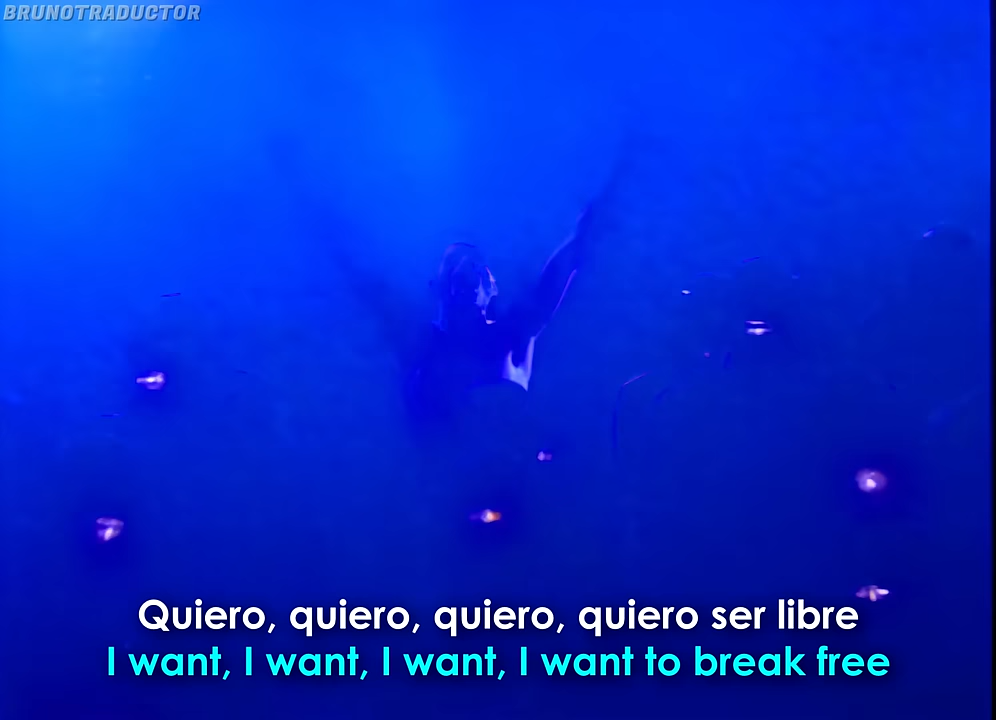 BRUNOTRADUCTOR
Quiero, quiero, quiero, quiero ser libre
I want, I want, I want, I want to break free